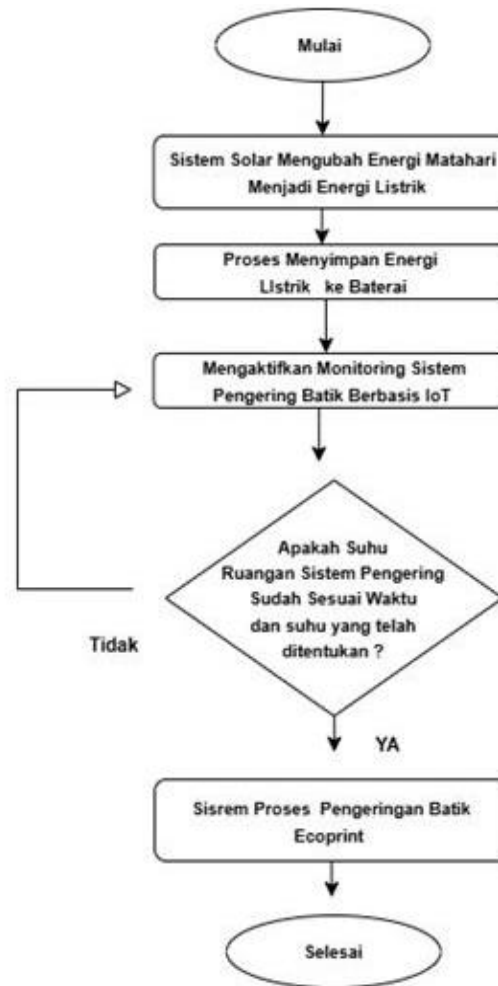 Mulai
Sistem Solar Mengubah Energi Matahari
Menjadi Energi Listrik
Proses Menyimpan Energi
LIstrik ke Baterai
Mengaktifkan Monitoring Sistem
Pengering Batik Berbasis IoT
Apakah Suhu
Ruangan Sistem Pengering
Sudah Sesuai Waktu
dan suhu yang telah
ditentukan ?
Tidak
YA
Sisrem Proses Pengeringan Batik
Ecoprint
Selesai